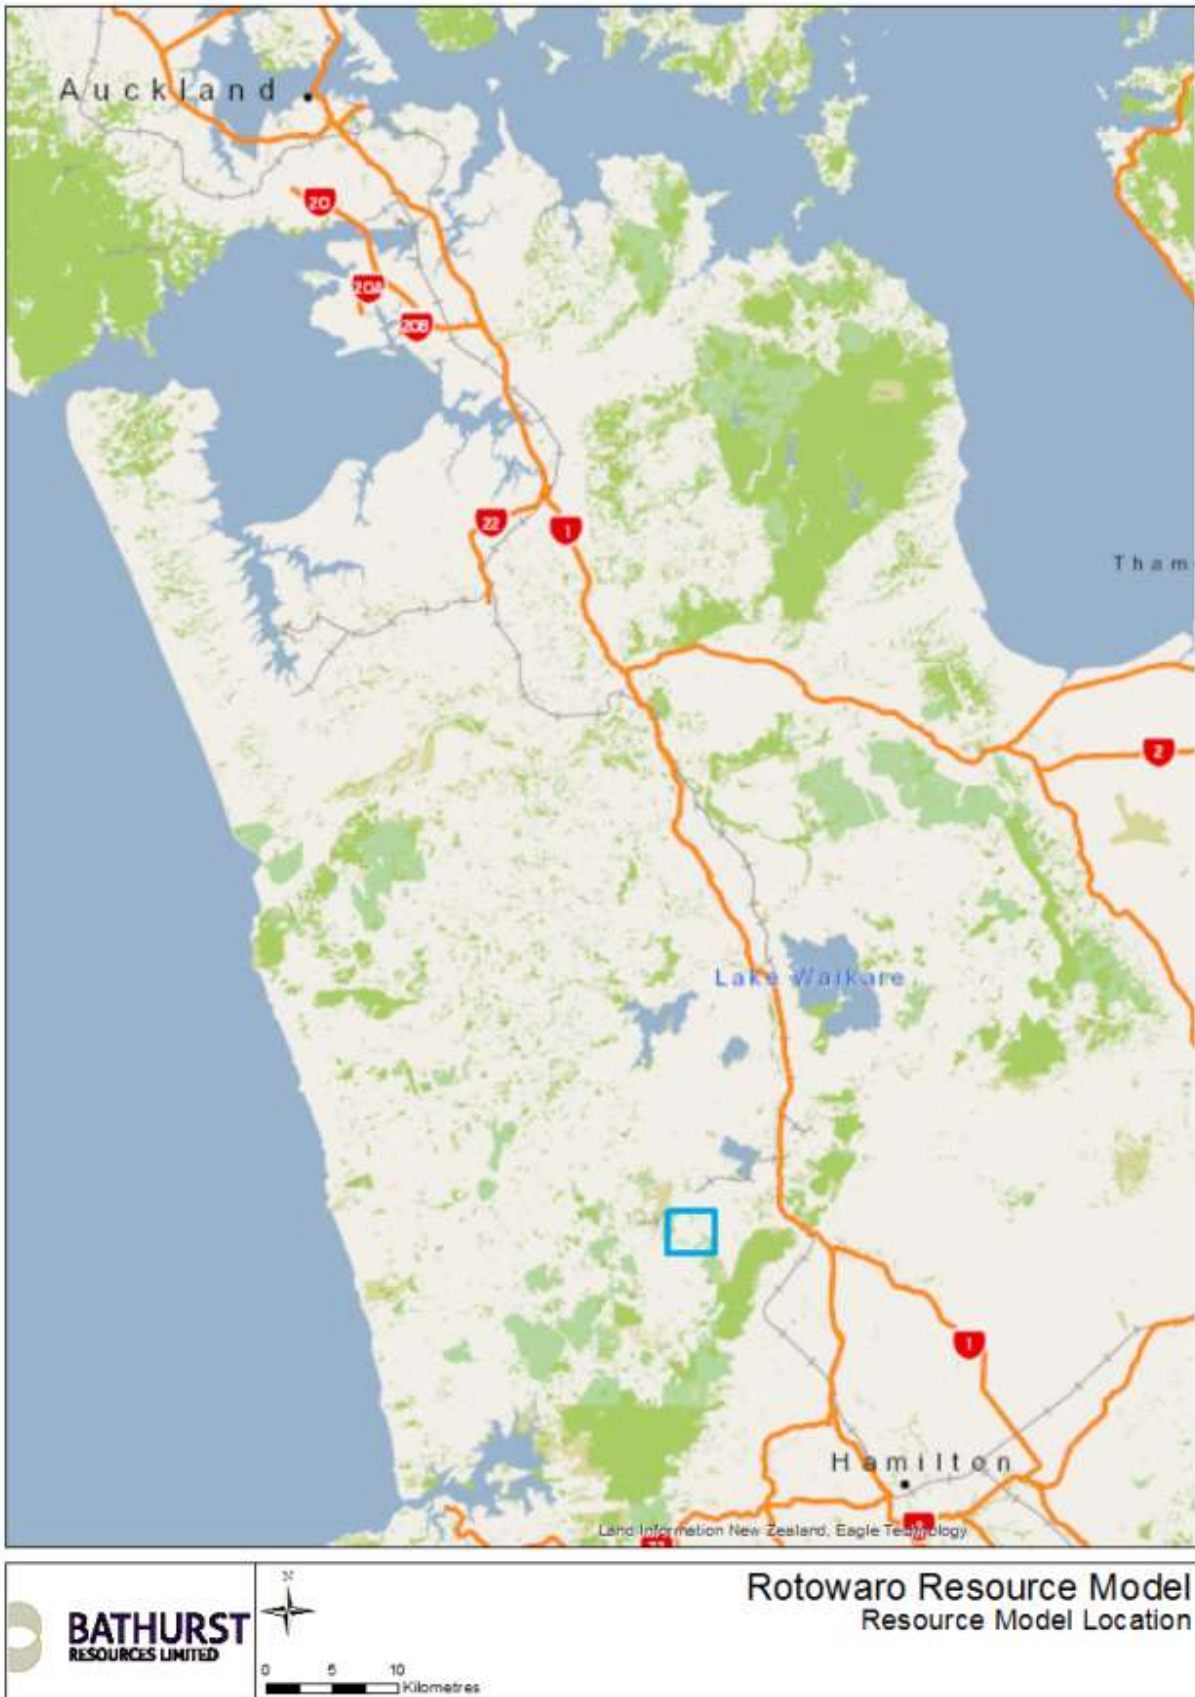 Auckland
20
20A
20B
22
1
Tham
2
Lake Waikare
1
Hamilton
Land Information New Zealand, Eagle Technology
BATHURST
RESOURCES LIMITED
N
Rotowaro Resource Model
Resource Model Location
0 5 10
Kilometres